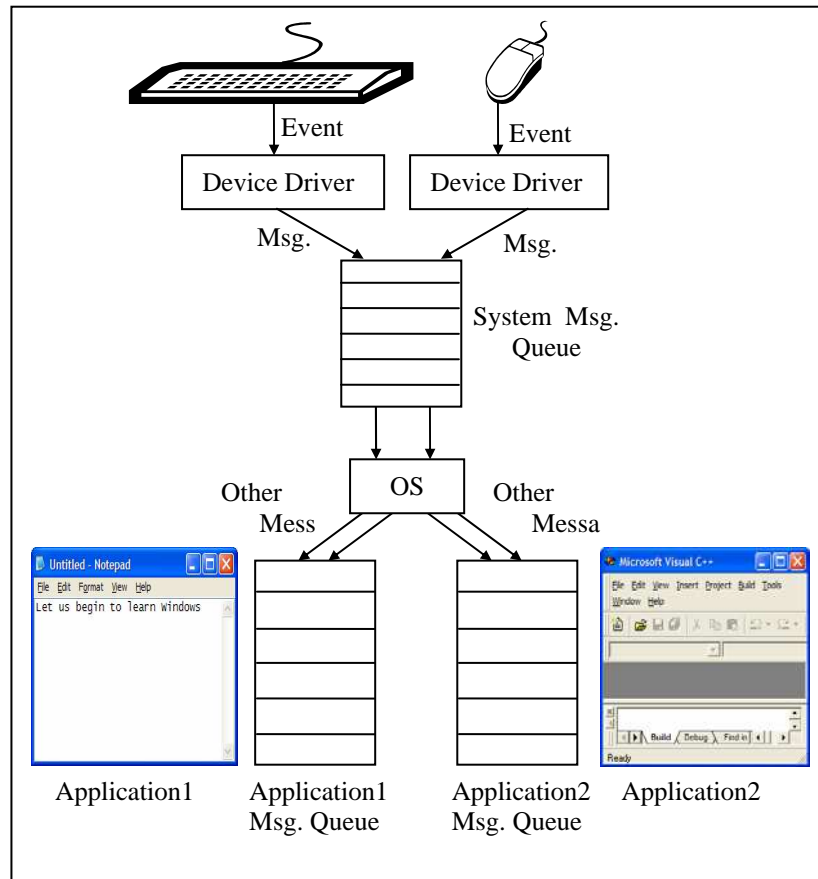 Event
Event
Device Driver
Device Driver
Msg.
Msg.
System Msg.
Queue
OS
Other
Mess
Other
Messa
Untitled - Notepad
File Edit Format View Help
Let us begin to learn Windows
Microsoft Visual C++
File Edit View Insert Project Build Tools
Window Help
Build Debug Find in
Ready
Application1
Application1
Msg. Queue
Application2
Msg. Queue
Application2